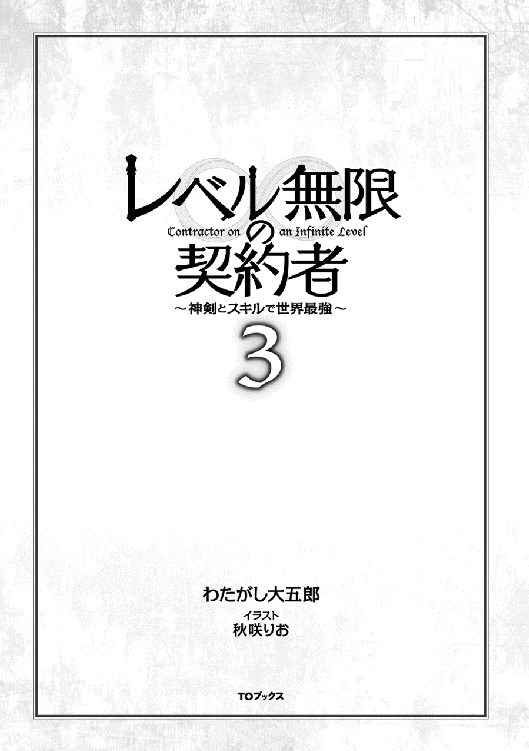 レベル無限
Contractor on の an Infinite Level
契約者
～神剣とスキルで世界最強～
3
わたがし大五郎
イラスト
秋咲りお
TOブックス